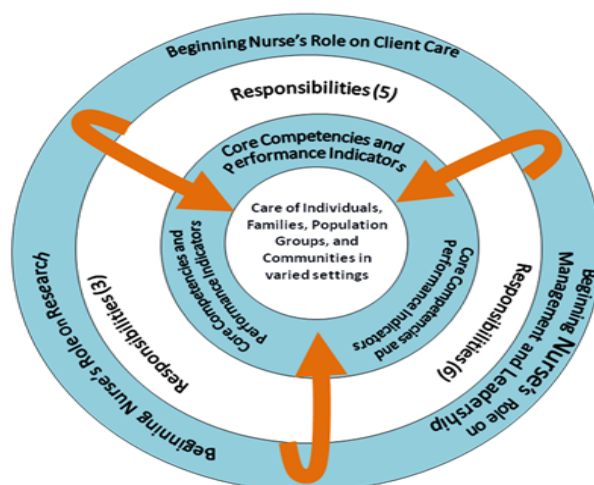 Beginning Nurse's Role on Client Care
Responsibilities (5)
Core Competencies and
Performance Indicators
Care of Individuals,
Families, Population
Groups, and
Communities in
varied settings
Core Competencies and
Performance Indicators
Responsibilities (6)
Beginning Nurse's Role on
Management and Leadership
Core Competencies and
performance Indicators
Responsibilities (3)
Beginning Nurse's Role on Research